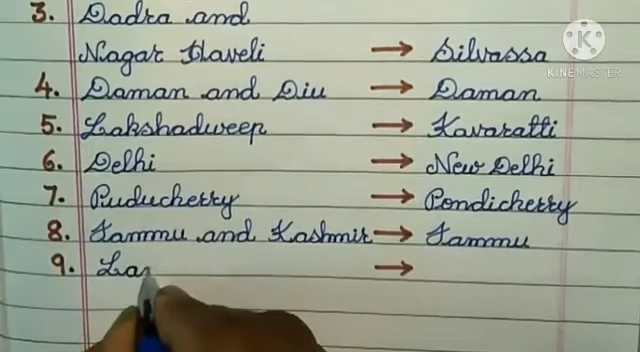 3. Dadra and
Nagar Haveli → Silvassa
KINEMASTER
4. Daman and Diu → Daman
5. Lakshadweep → Kavaratti
6. Delhi → New Delhi
7. Puducherry → Pondicherry
8. Jammu and Kashmir → Jammu
9. La →